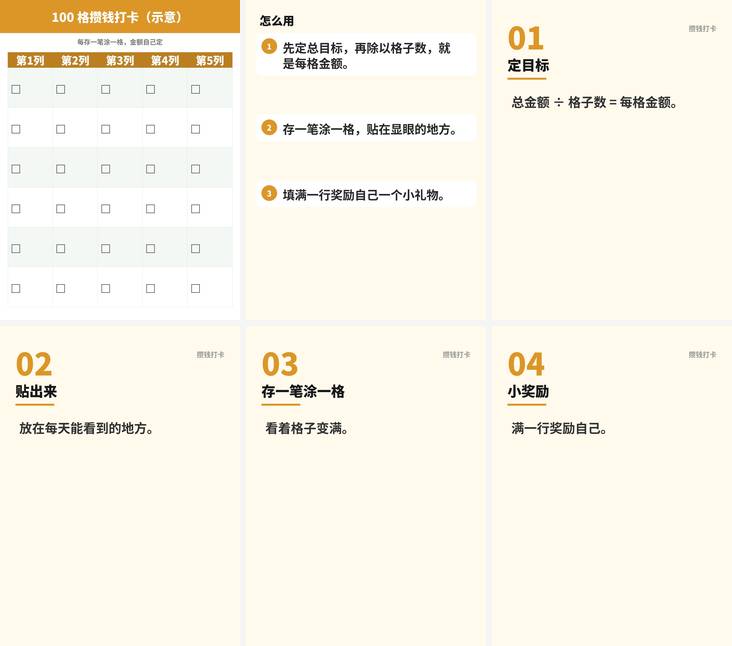 100 格攒钱打卡（示意）
每存一笔涂一格，金额自己定
第1列 第2列 第3列 第4列 第5列
怎么用
1 先定总目标，再除以格子数，就
是每格金额。
2 存一笔涂一格，贴在显眼的地方。
3 填满一行奖励自己一个小礼物。
攒钱打卡
01
定目标
总金额 ÷ 格子数 = 每格金额。
攒钱打卡
02
贴出来
放在每天能看到的地方。
攒钱打卡
03
存一笔涂一格
看着格子变满。
攒钱打卡
04
小奖励
满一行奖励自己。